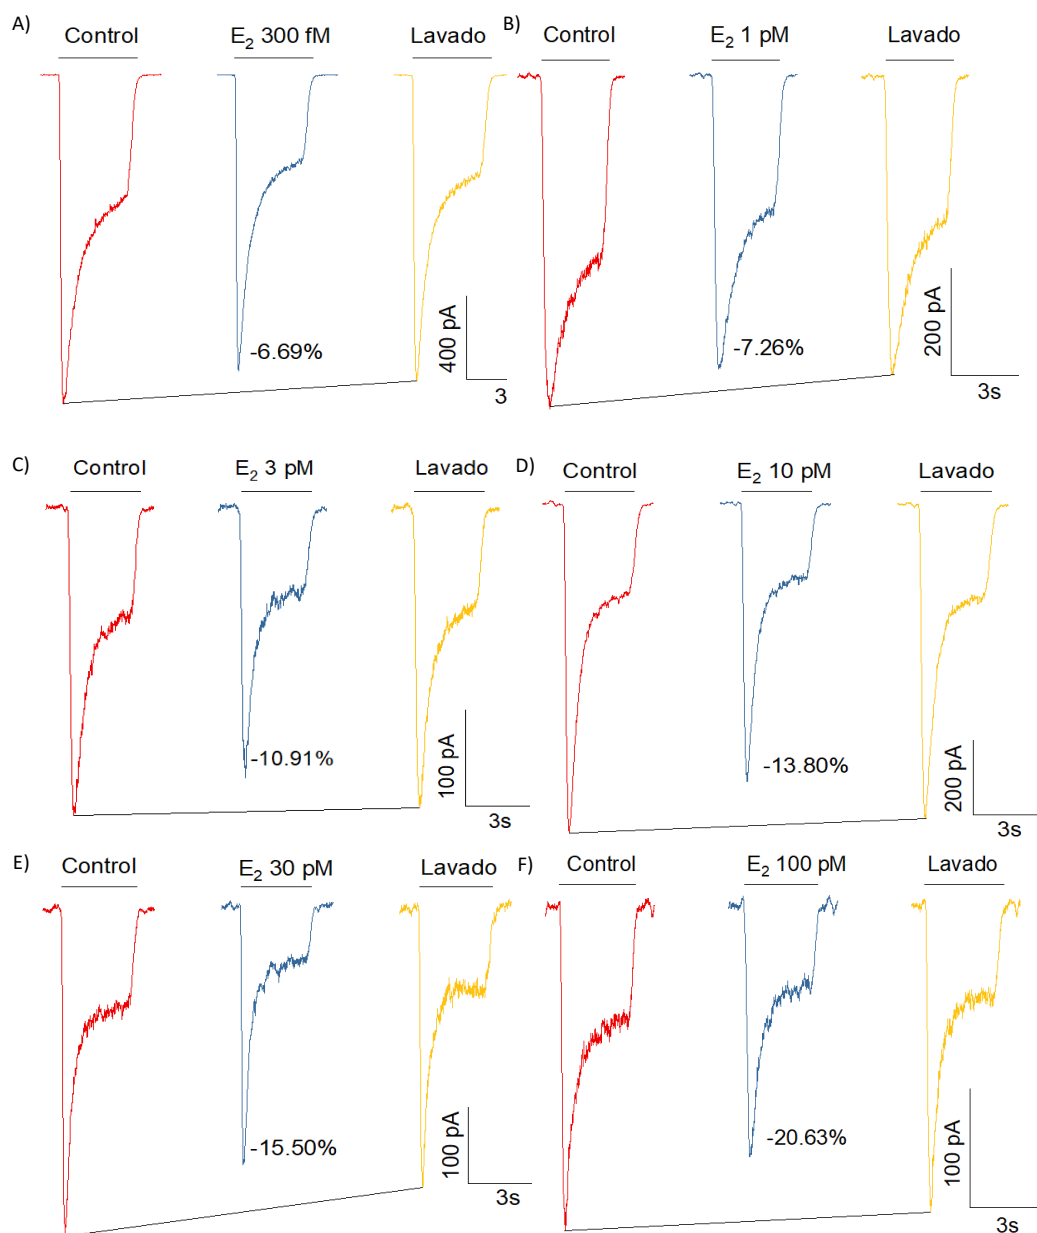 A)
Control
E₂ 300 fM
Lavado
-6.69%
400 pA
3
B)
Control
E₂ 1 pM
Lavado
-7.26%
200 pA
3s
C)
Control
E₂ 3 pM
Lavado
-10.91%
100 pA
3s
D)
Control
E₂ 10 pM
Lavado
-13.80%
200 pA
3s
E)
Control
E₂ 30 pM
Lavado
-15.50%
100 pA
3s
F)
Control
E₂ 100 pM
Lavado
-20.63%
100 pA
3s